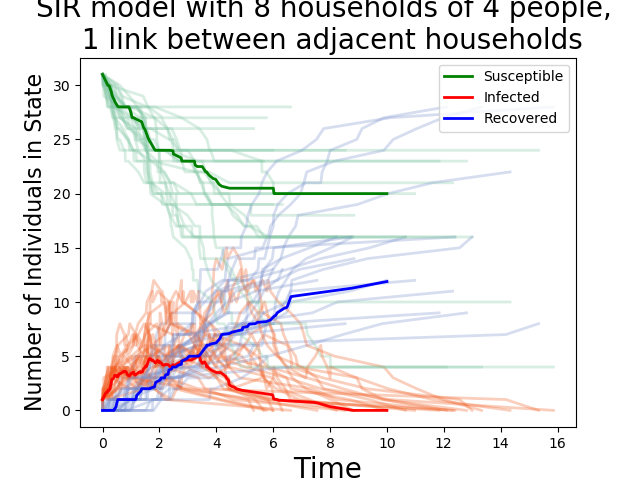 SIR model with 8 households of 4 people,
1 link between adjacent households
Number of Individuals in State
30
25
20
15
10
5
0
Susceptible
Infected
Recovered
0 2 4 6 8 10 12 14 16
Time